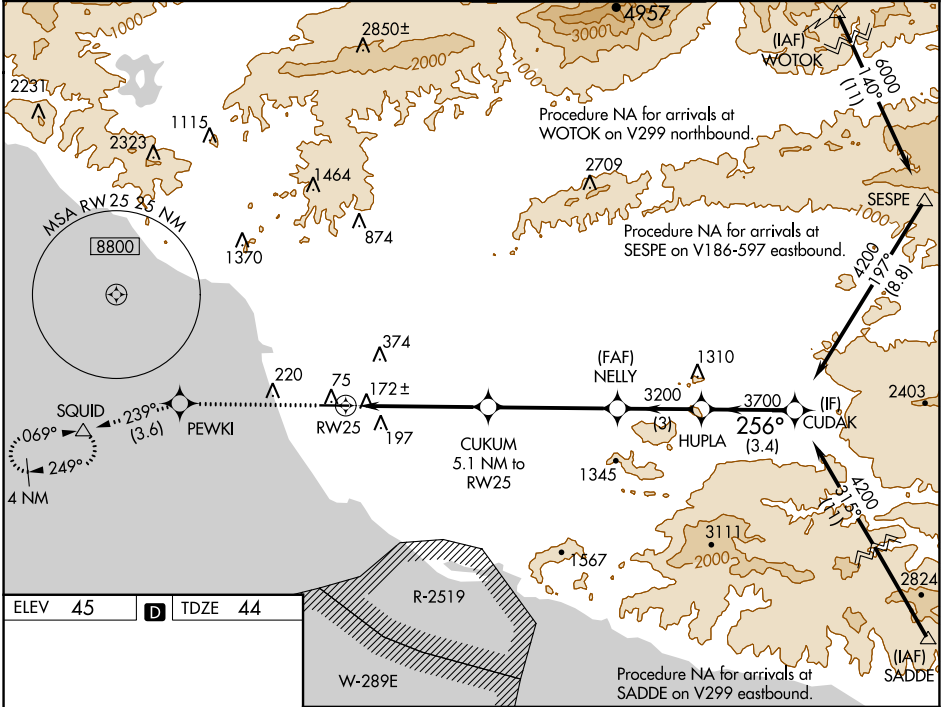 4957
1000
2850±
3000
(IAF)
WOTOK
2000
1000
6000
140°
(11)
2231
1115
2323
Procedure NA for arrivals at
WOTOK on V299 northbound.
1464
2709
SESPE
1000
MSA RW 25 25 NM
8800
874
1370
Procedure NA for arrivals at
SESPE on V186-597 eastbound.
4200
197°
(8.8)
374
(FAF)
NELLY
1310
220
75
172±
2403
SQUID
239°
(3.6)
PEWKI
RW25
197
3200
(3)
3700
256°
(3.4)
(IF)
CUDAK
HUPLA
069°
249°
4 NM
CUKUM
5.1 NM to
RW25
1345
4200
315°
(11)
3111
2000
1567
2824
R-2519
ELEV 45
D
TDZE 44
W-289E
(IAF)
SADDE
Procedure NA for arrivals at
SADDE on V299 eastbound.